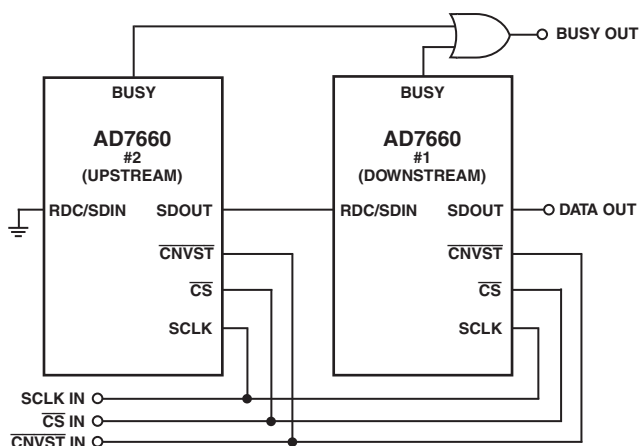 BUSY OUT
BUSY
AD7660
#2
(UPSTREAM)
RDC/SDIN SDOUT
CNVST
CS
SCLK
BUSY
AD7660
#1
(DOWNSTREAM)
RDC/SDIN SDOUT
CNVST
CS
SCLK
DATA OUT
SCLK IN
CS IN
CNVST IN